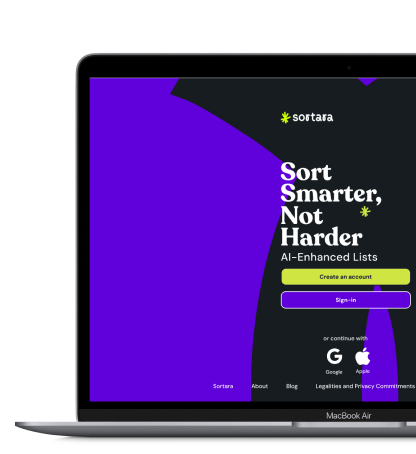 sortara
Sort
Smarter,
Not
Harder
AI-Enhanced Lists
Create an account
Sign-in
or continue with
Google
Apple
Sortara
About
Blog
Legalities and Privacy Commitments
MacBook Air